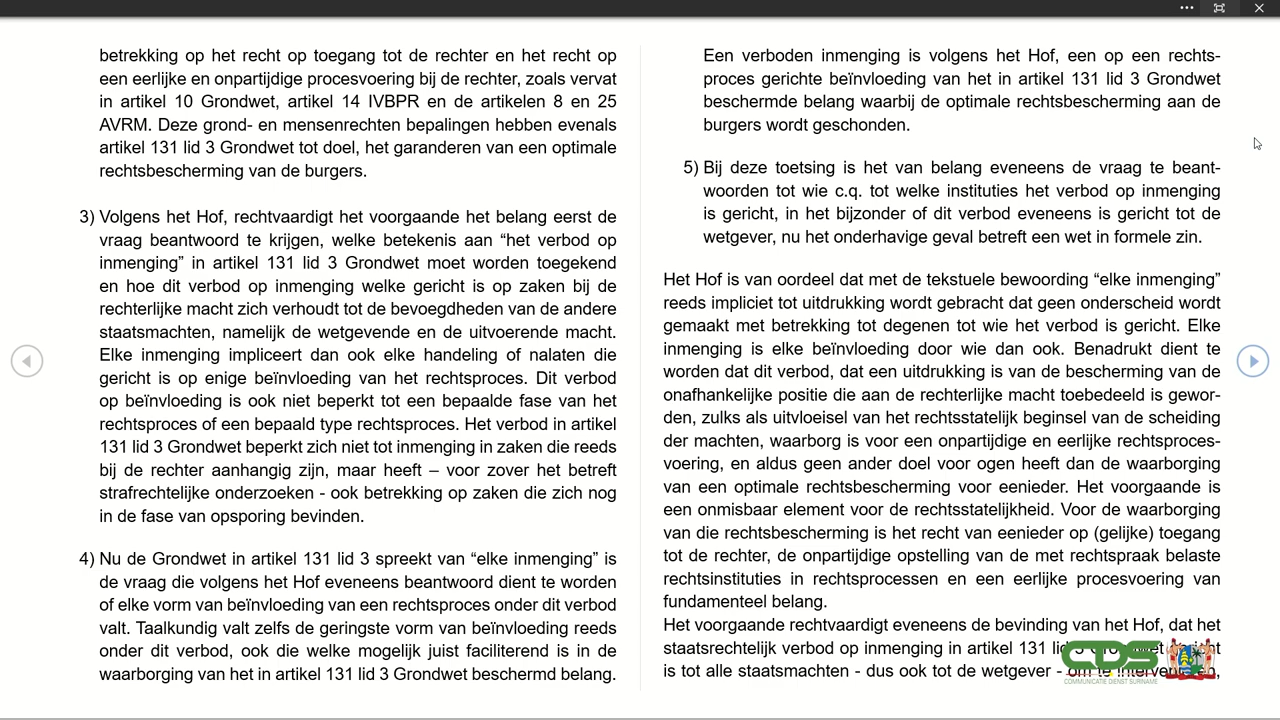 betrekking op het recht op toegang tot de rechter en het recht op
een eerlijke en onpartijdige procesvoering bij de rechter, zoals vervat
in artikel 10 Grondwet, artikel 14 IVBPR en de artikelen 8 en 25
AVRM. Deze grond- en mensenrechten bepalingen hebben evenals
artikel 131 lid 3 Grondwet tot doel, het garanderen van een optimale
rechtsbescherming van de burgers.
3) Volgens het Hof, rechtvaardigt het voorgaande het belang eerst de
vraag beantwoord te krijgen, welke betekenis aan “het verbod op
inmenging” in artikel 131 lid 3 Grondwet moet worden toegekend
en hoe dit verbod op inmenging welke gericht is op zaken bij de
rechterlijke macht zich verhoudt tot de bevoegdheden van de andere
staatsmachten, namelijk de wetgevende en de uitvoerende macht.
Elke inmenging impliceert dan ook elke handeling of nalaten die
gericht is op enige beïnvloeding van het rechtsproces. Dit verbod
op beïnvloeding is ook niet beperkt tot een bepaalde fase van het
rechtsproces of een bepaald type rechtsproces. Het verbod in artikel
131 lid 3 Grondwet beperkt zich niet tot inmenging in zaken die reeds
bij de rechter aanhangig zijn, maar heeft – voor zover het betreft
strafrechtelijke onderzoeken - ook betrekking op zaken die zich nog
in de fase van opsporing bevinden.
4) Nu de Grondwet in artikel 131 lid 3 spreekt van “elke inmenging” is
de vraag die volgens het Hof eveneens beantwoord dient te worden
of elke vorm van beïnvloeding van een rechtsproces onder dit verbod
valt. Taalkundig valt zelfs de geringste vorm van beïnvloeding reeds
onder dit verbod, ook die welke mogelijk juist faciliterend is in de
waarborging van het in artikel 131 lid 3 Grondwet beschermd belang.
Een verboden inmenging is volgens het Hof, een op een rechts-
proces gerichte beïnvloeding van het in artikel 131 lid 3 Grondwet
beschermde belang waarbij de optimale rechtsbescherming aan de
burgers wordt geschonden.
5) Bij deze toetsing is het van belang eveneens de vraag te beant-
woorden tot wie c.q. tot welke instituties het verbod op inmenging
is gericht, in het bijzonder of dit verbod eveneens is gericht tot de
wetgever, nu het onderhavige geval betreft een wet in formele zin.
Het Hof is van oordeel dat met de tekstuele bewoording “elke inmenging”
reeds impliciet tot uitdrukking wordt gebracht dat geen onderscheid wordt
gemaakt met betrekking tot degenen tot wie het verbod is gericht. Elke
inmenging is elke beïnvloeding door wie dan ook. Benadrukt dient te
worden dat dit verbod, dat een uitdrukking is van de bescherming van de
onafhankelijke positie die aan de rechterlijke macht toebedeeld is gewor-
den, zulks als uitvloeisel van het rechtsstatelijk beginsel van de scheiding
der machten, waarborg is voor een onpartijdige en eerlijke rechtsproces-
voering, en aldus geen ander doel voor ogen heeft dan de waarborging
van een optimale rechtsbescherming voor eenieder. Het voorgaande is
een onmisbaar element voor de rechtsstatelijkheid. Voor de waarborging
van die rechtsbescherming is het recht van eenieder op (gelijke) toegang
tot de rechter, de onpartijdige opstelling van de met rechtspraak belaste
rechtsinstituties in rechtsprocessen en een eerlijke procesvoering van
fundamenteel belang.
Het voorgaande rechtvaardigt eveneens de bevinding van het Hof, dat het
staatsrechtelijk verbod op inmenging in artikel 131 lid
is tot alle staatsmachten - dus ook tot de wetgever -
CDS
COMMUNICATIE DIENST SURINAME